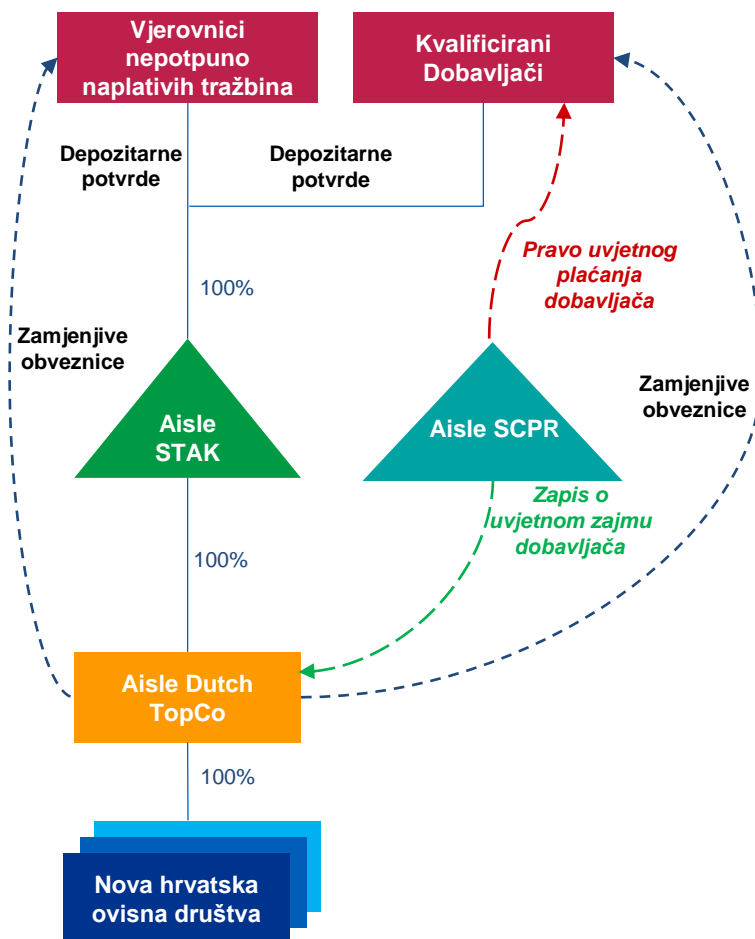 Vjerovnici
nepotpuno
naplativih tražbina
Kvalificirani
Dobavljači
Depozitarne
potvrde
Depozitarne
potvrde
Pravo uvjetnog
plaćanja
dobavljača
100%
Zamjenjive
obveznice
Aisle
STAK
Aisle SCPR
Zamjenjive
obveznice
Zapis o
uvjetnom zajmu
dobavljača
100%
Aisle Dutch
TopCo
100%
Nova hrvatska
ovisna društva